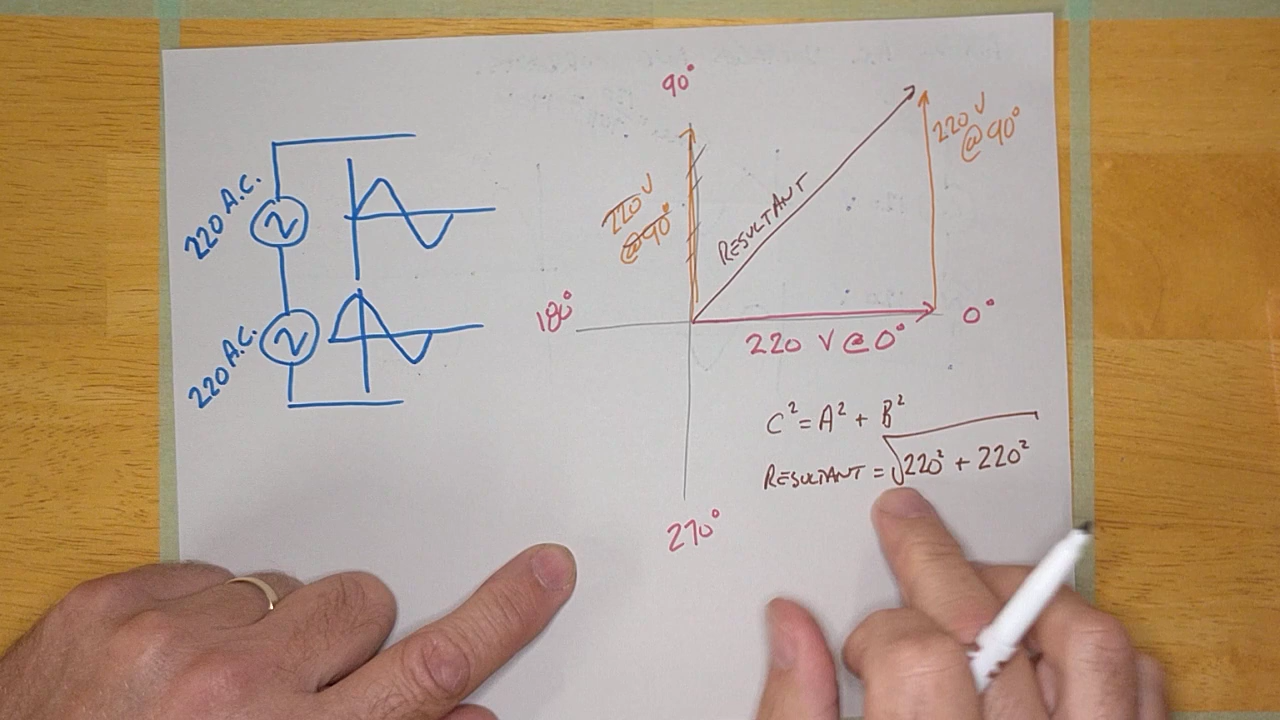 220 A.C.
220 A.C.
90°
220 V
@ 90°
RESULTANT
220 V
@ 90°
180°
0°
220 V @ 0°
270°
C² = A² + B²
RESULTANT = √220² + 220²